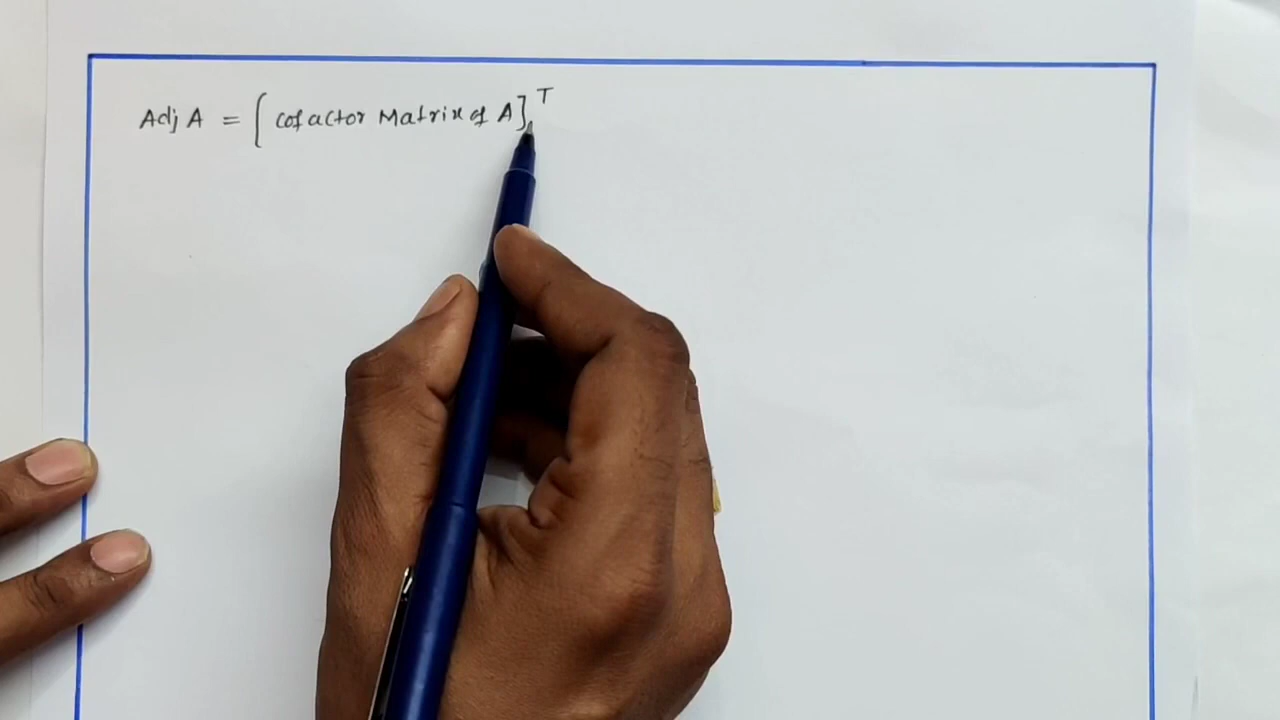 Adj A = [ cofactor Matrix of A ]ᵀ